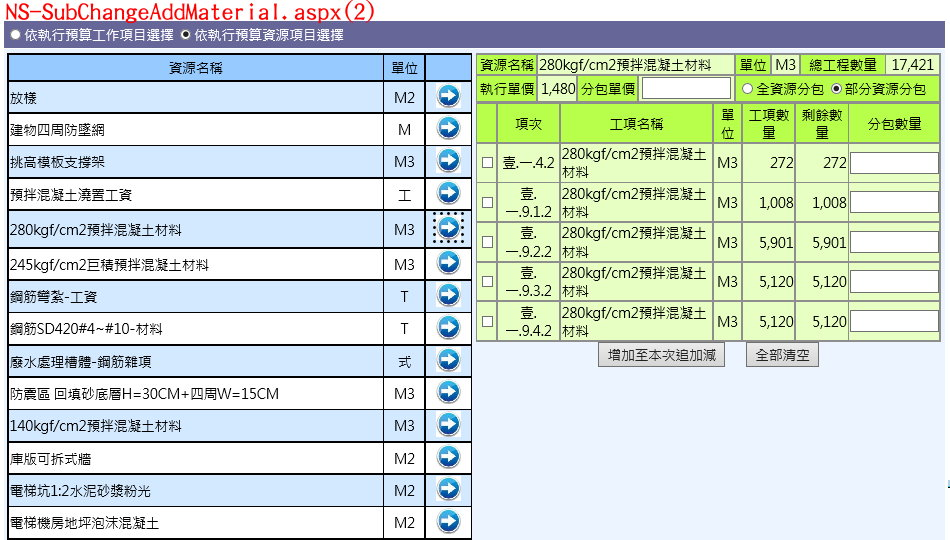 NS-SubChangeAddMaterial.aspx(2)
依執行預算工作項目選擇 依執行預算資源項目選擇
資源名稱 單位
放樣 M2
建物四周防墜網 M
挑高模板支撐架 M3
預拌混凝土澆置工資 工
280kgf/cm2預拌混凝土材料 M3
245kgf/cm2巨積預拌混凝土材料 M3
鋼筋彎紮-工資 T
鋼筋SD420#4~#10-材料 T
廢水處理槽體-鋼筋雜項 式
防震區 回填砂底層H=30CM+四周W=15CM M3
140kgf/cm2預拌混凝土材料 M3
庫版可拆式牆 M2
電梯坑1:2水泥砂漿粉光 M2
電梯機房地坪泡沫混凝土 M2
資源名稱 280kgf/cm2預拌混凝土材料 單位 M3 總工程數量 17,421
執行單價 1,480 分包單價 全資源分包 部分資源分包
項次 工項名稱 單位 工項數量 剩餘數量 分包數量
壹.一.4.2 280kgf/cm2預拌混凝土材料 M3 272 272
壹.一.9.1.2 280kgf/cm2預拌混凝土材料 M3 1,008 1,008
壹.一.9.2.2 280kgf/cm2預拌混凝土材料 M3 5,901 5,901
壹.一.9.3.2 280kgf/cm2預拌混凝土材料 M3 5,120 5,120
壹.一.9.4.2 280kgf/cm2預拌混凝土材料 M3 5,120 5,120
增加至本次追加減 全部清空